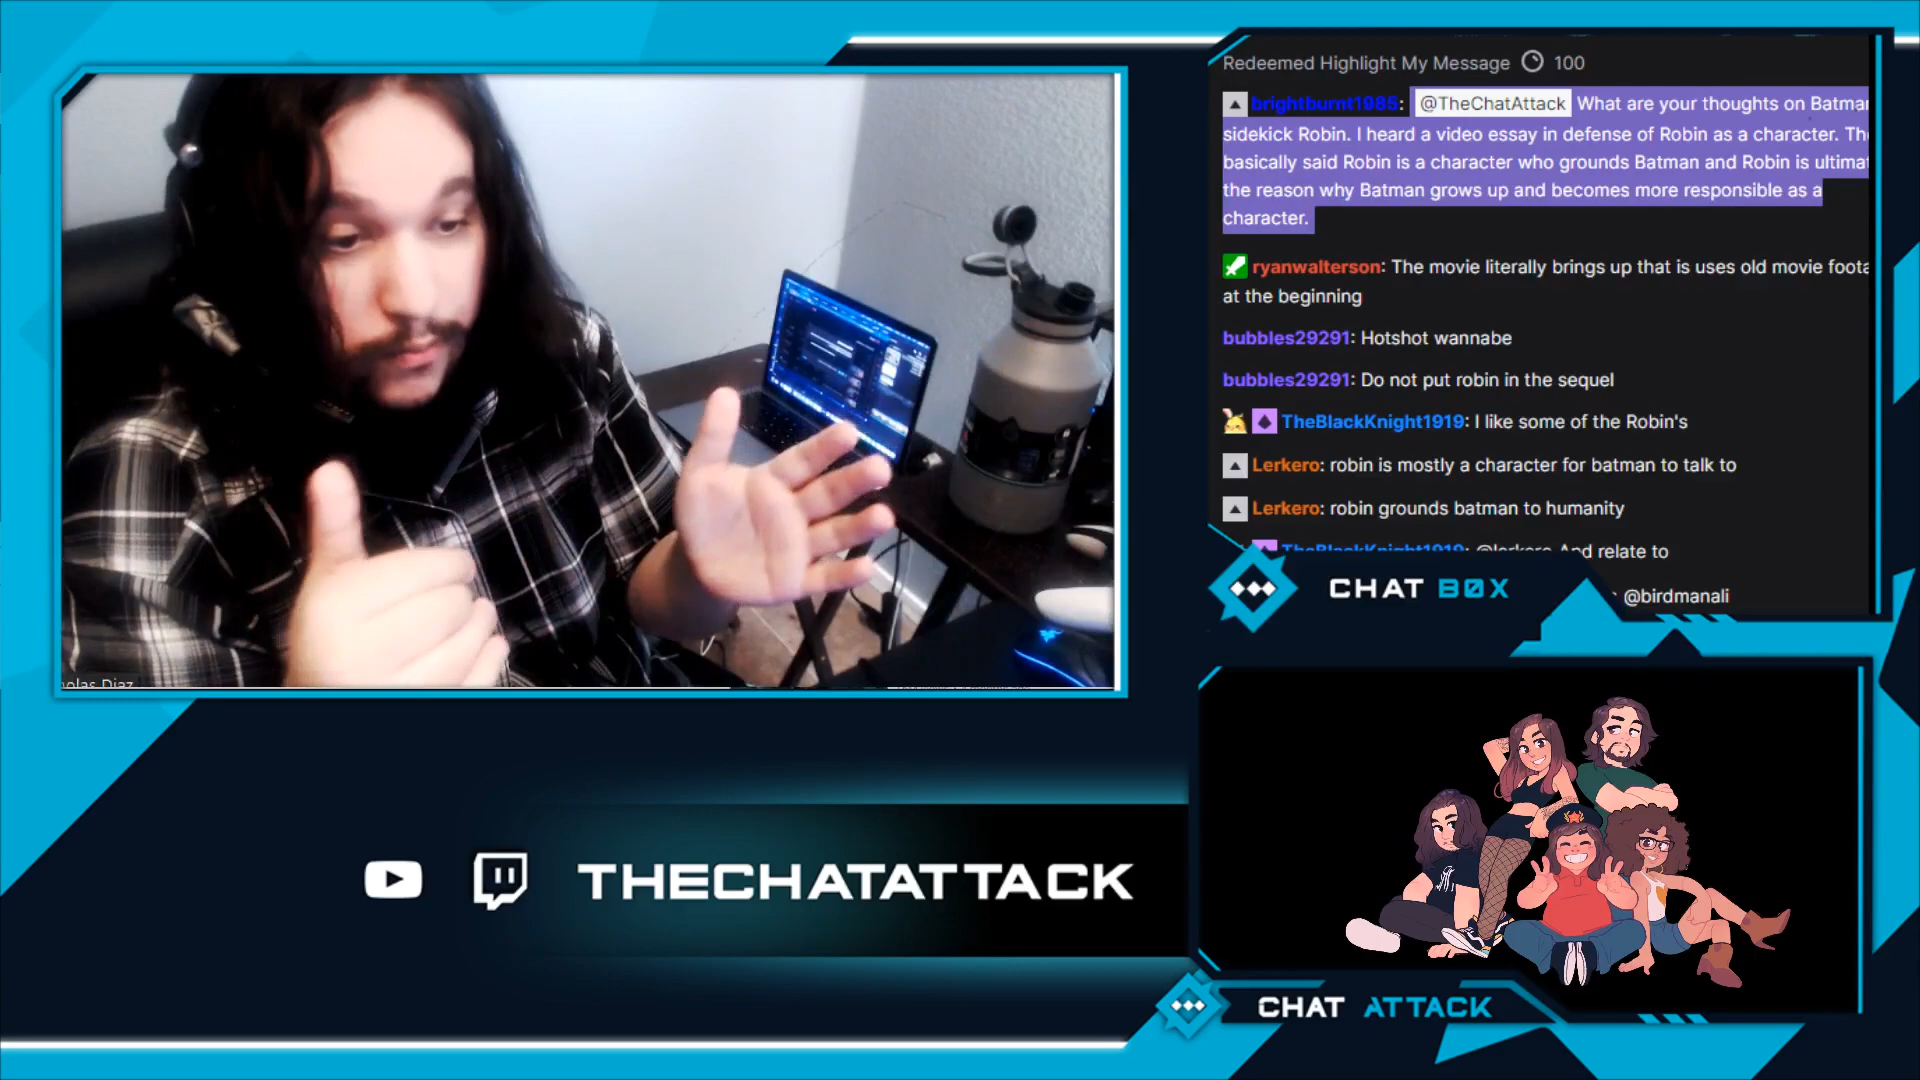 Redeemed Highlight My Message 100
brightburnt1985: @TheChatAttack What are your thoughts on Batman
sidekick Robin. I heard a video essay in defense of Robin as a character. The
basically said Robin is a character who grounds Batman and Robin is ultimat
the reason why Batman grows up and becomes more responsible as a
character.
ryanwalterson: The movie literally brings up that is uses old movie foota
at the beginning
bubbles29291: Hotshot wannabe
bubbles29291: Do not put robin in the sequel
TheBlackKnight1919: I like some of the Robin's
Lerkero: robin is mostly a character for batman to talk to
Lerkero: robin grounds batman to humanity
TheBlackKnight1919: @lerkero And relate to
@birdmanali
CHAT BOX
olas Diaz
THECHATATTACK
CHAT ATTACK